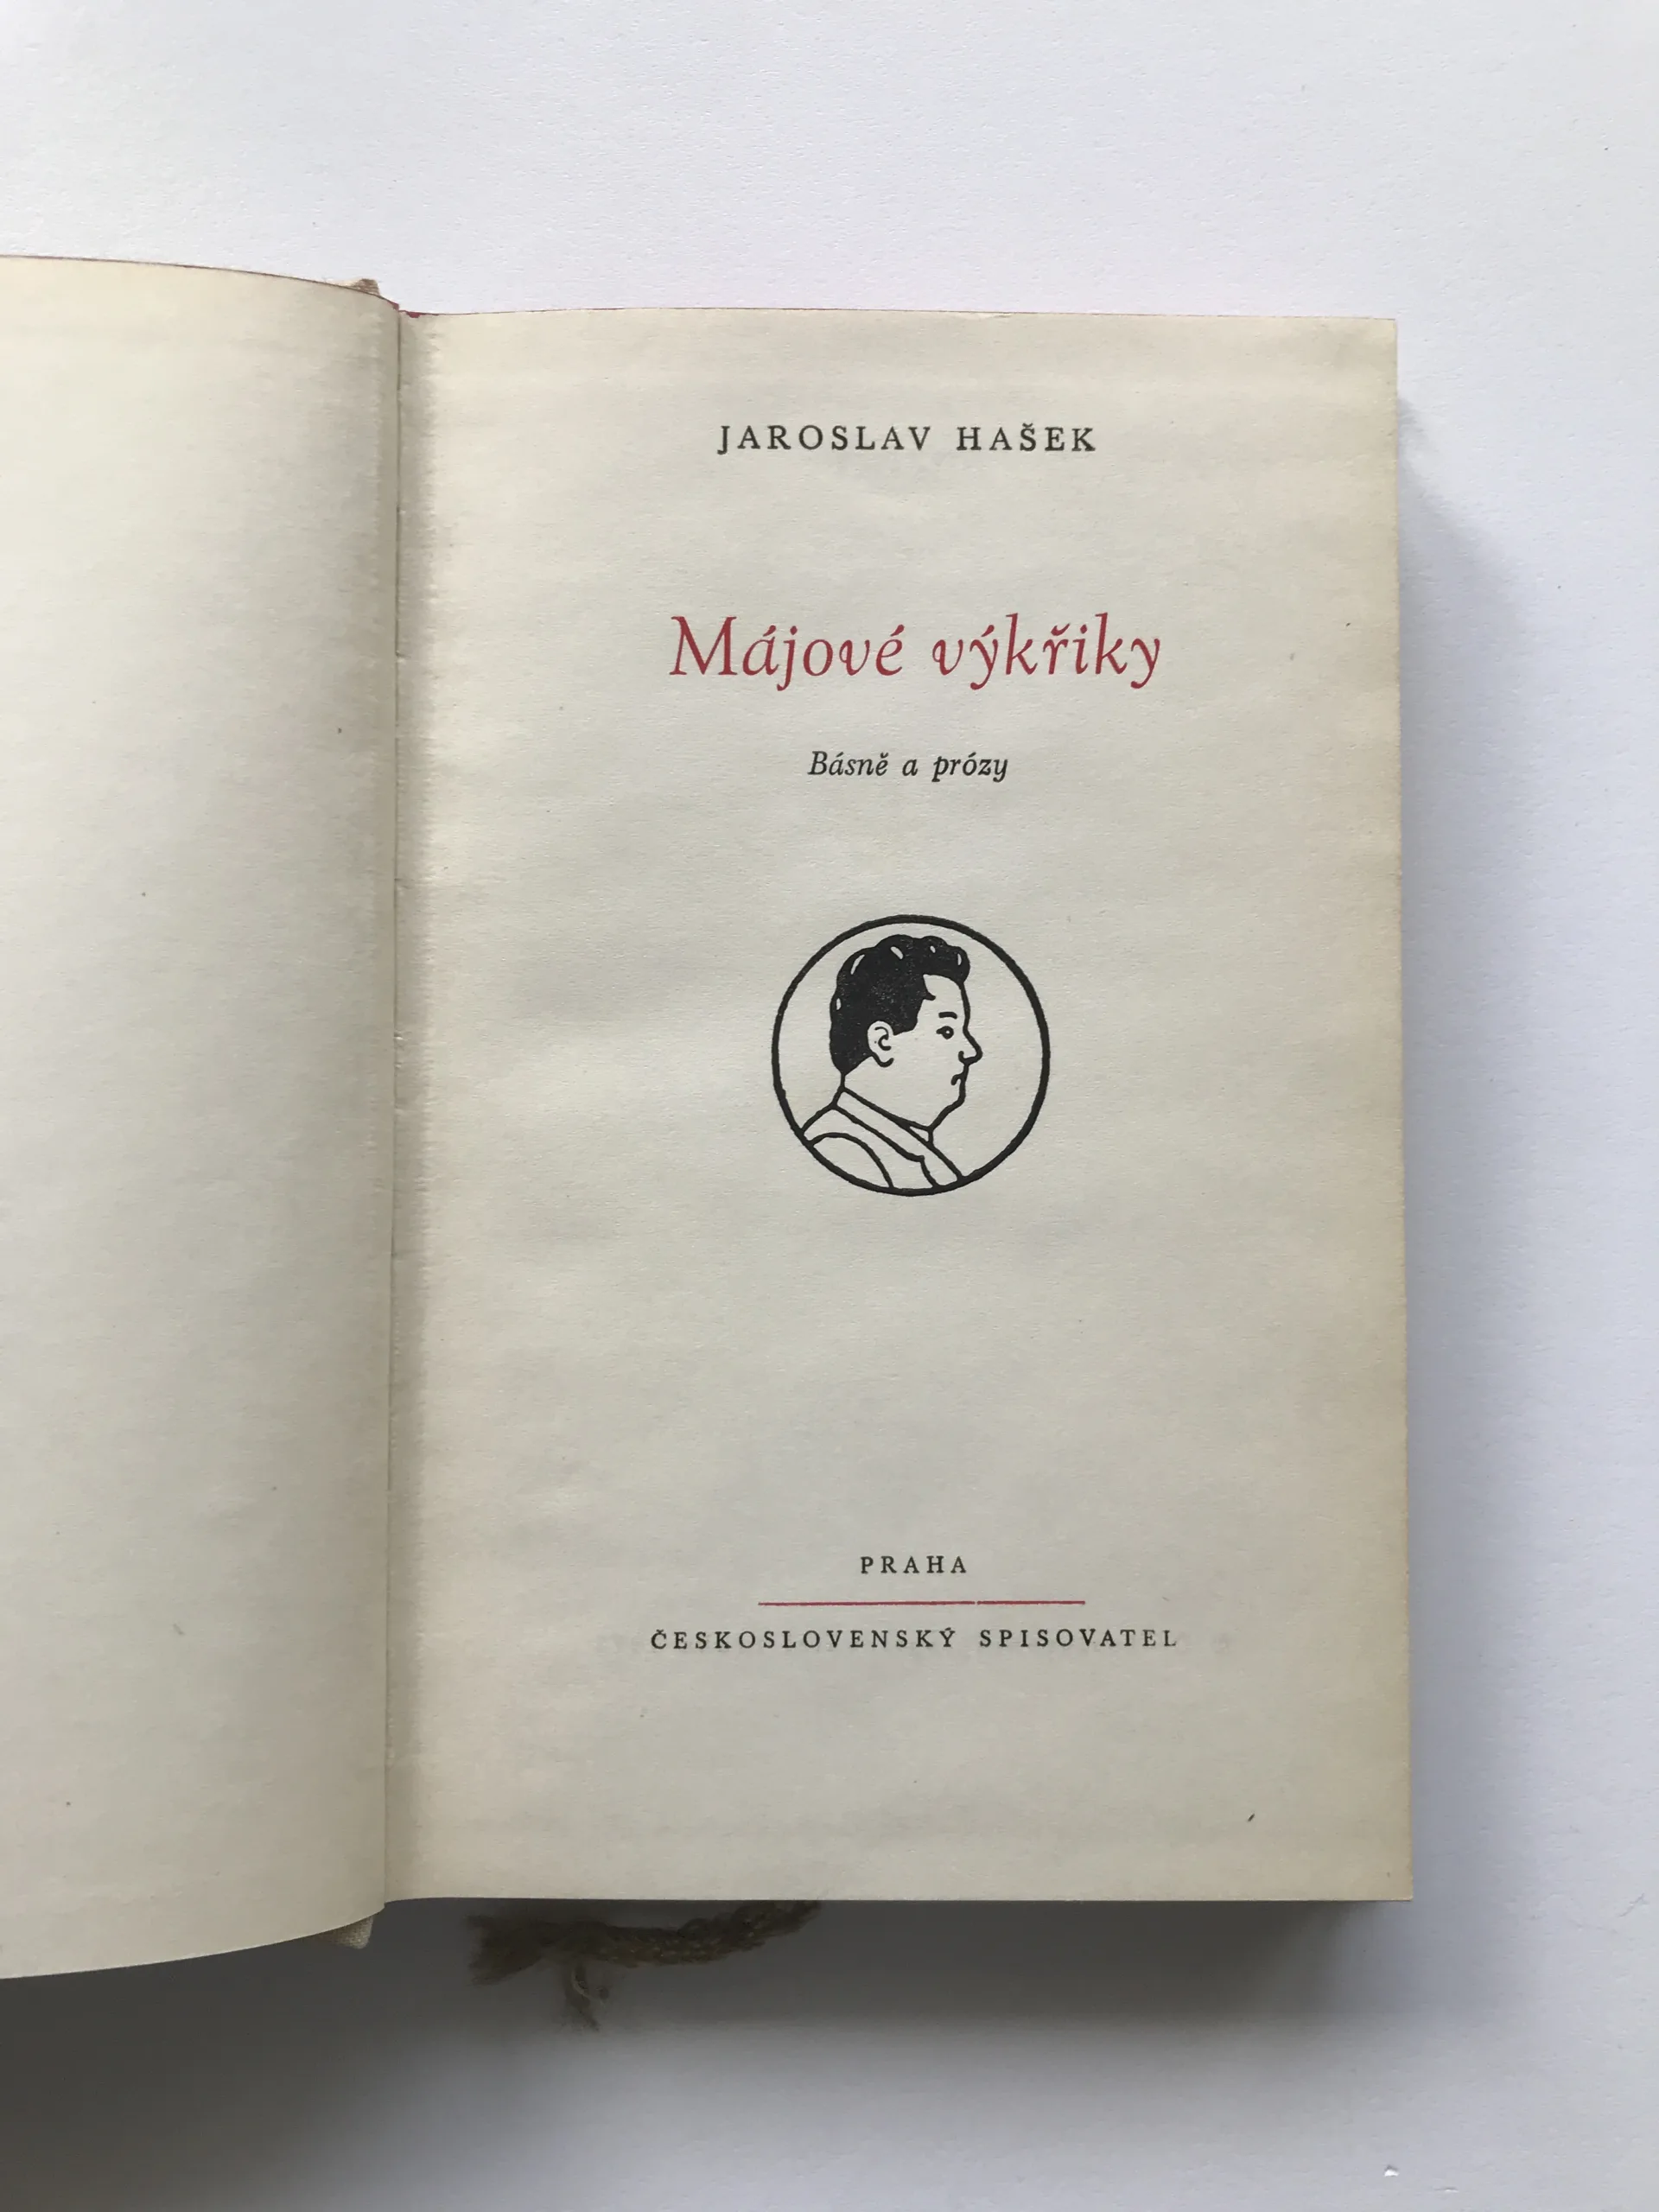 JAROSLAV HAŠEK
Májové výkřiky
Básně a prózy
PRAHA
ČESKOSLOVENSKÝ SPISOVATEL